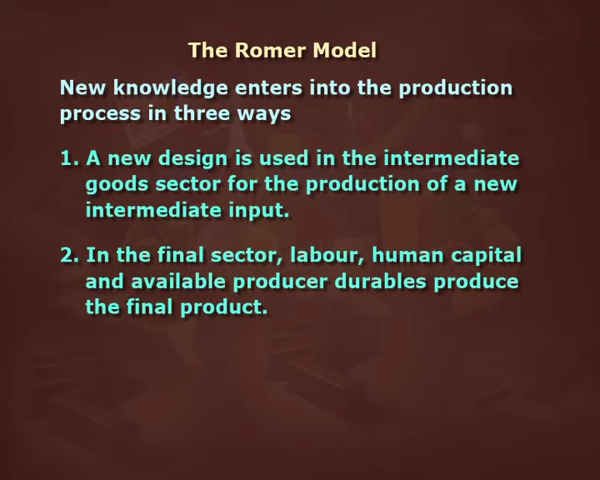 The Romer Model
New knowledge enters into the production
process in three ways
1. A new design is used in the intermediate
goods sector for the production of a new
intermediate input.
2. In the final sector, labour, human capital
and available producer durables produce
the final product.